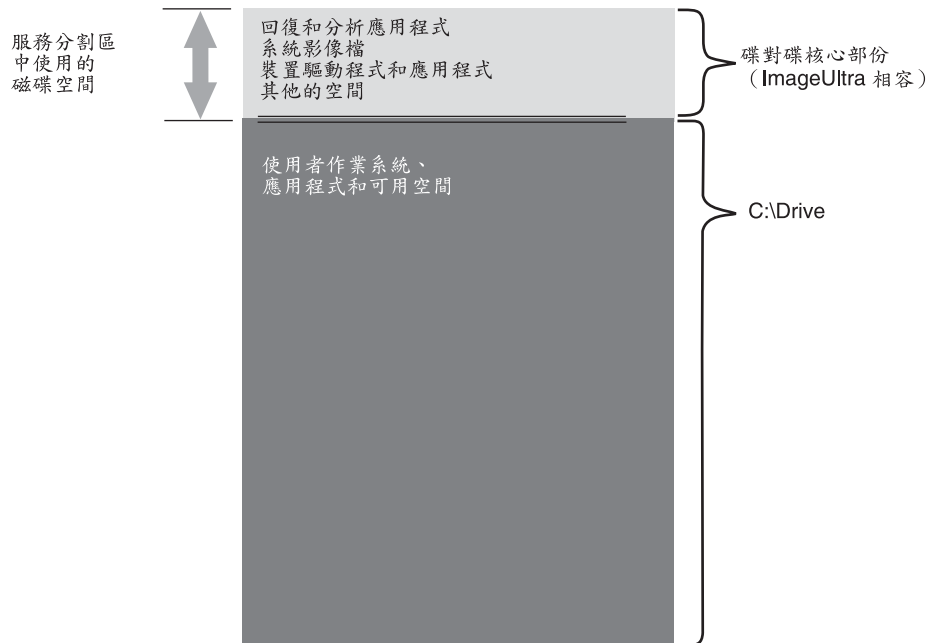 服務分割區
中使用的
磁碟空間
回復和分析應用程式
系統影像檔
裝置驅動程式和應用程式
其他的空間
碟對碟核心部份
（ImageUltra 相容）
使用者作業系統、
應用程式和可用空間
C:\Drive